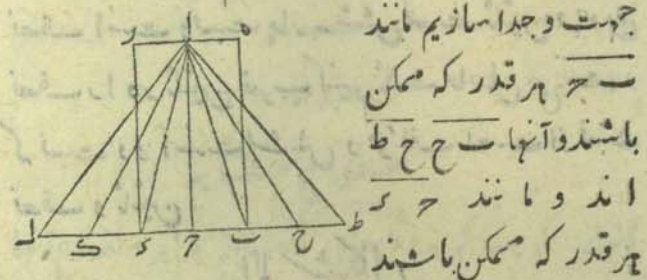 جهت و جدا سازیم مانند
ب ح هر قدر که ممکن
باشند و آنها ب ح ح ط
اند و مانند ح ء
هر قدر که ممکن باشند
ر ا ه
ل ک ء ح ب ح ط